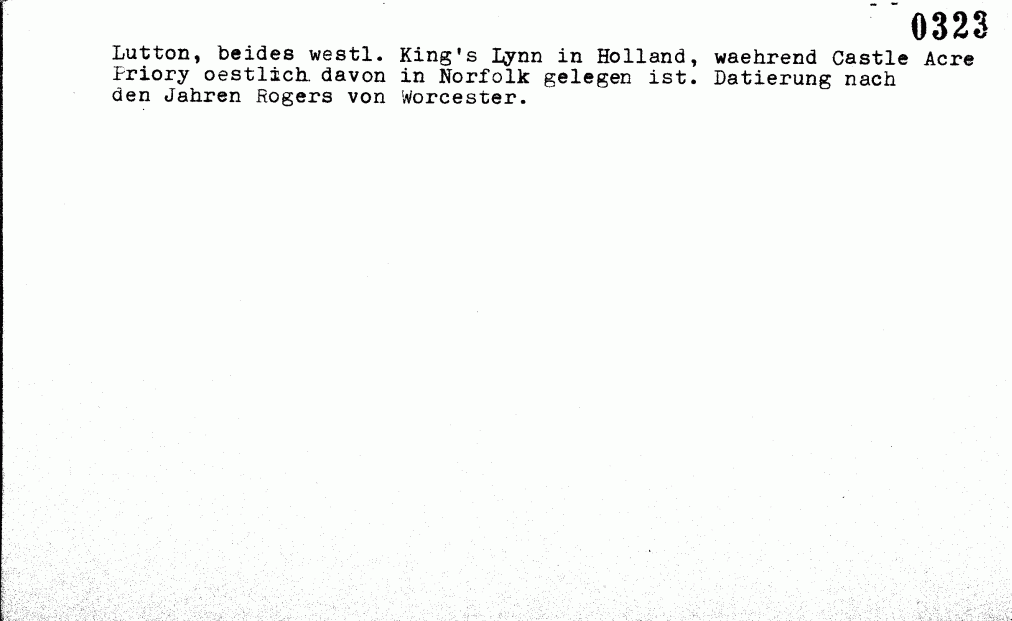 0323
Lutton, beides westl. King's Lynn in Holland, waehrend Castle Acre
Priory oestlich davon in Norfolk gelegen ist. Datierung nach
den Jahren Rogers von Worcester.